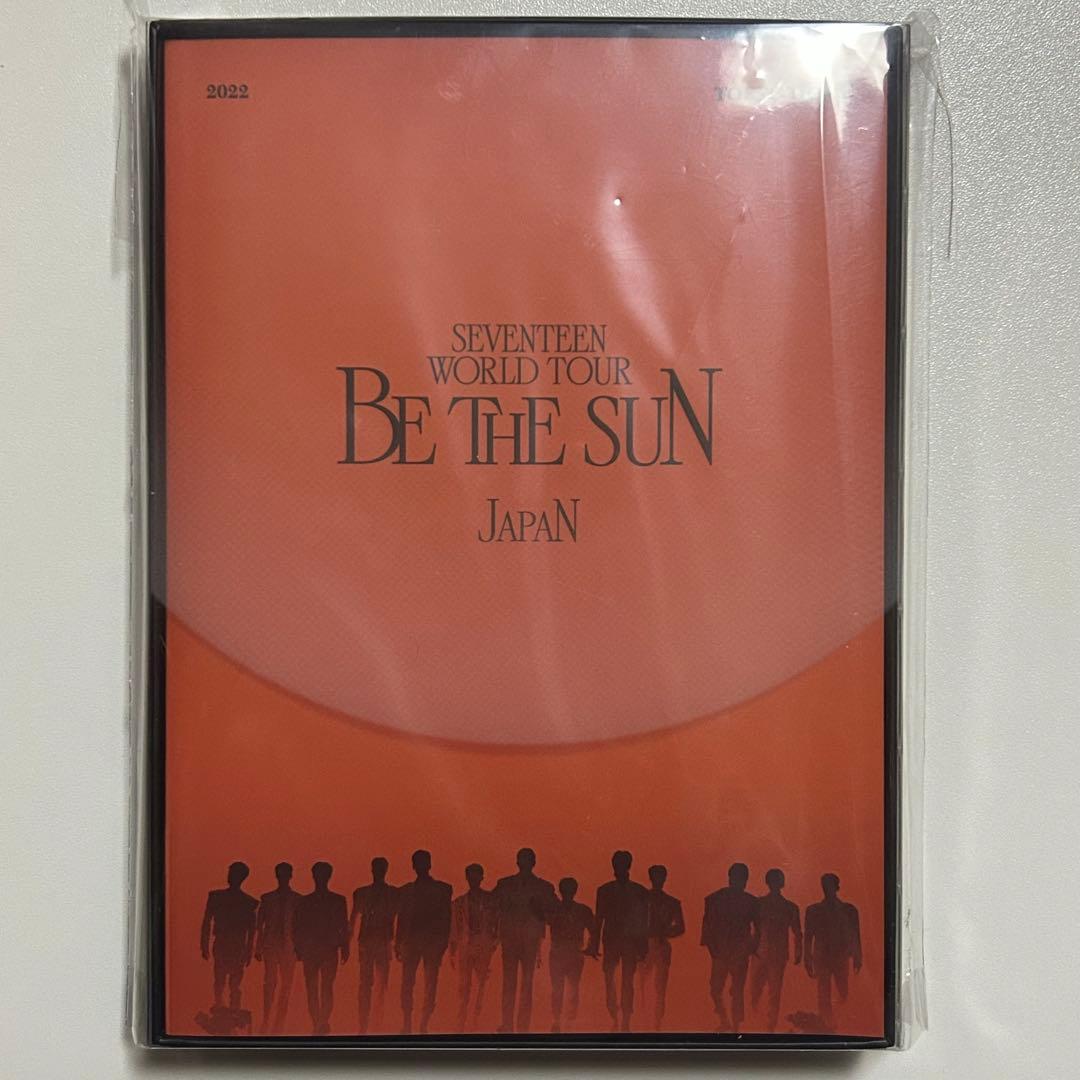 2022
SEVENTEEN
WORLD TOUR
BE THE SUN
JAPAN